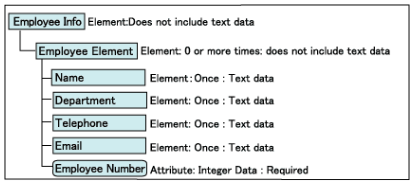 Employee Info Element:Does not include text data
Employee Element Element: 0 or more times: does not include text data
Name Element: Once : Text data
Department Element: Once : Text data
Telephone Element: Once : Text data
Email Element: Once : Text data
Employee Number Attribute: Integer Data : Required